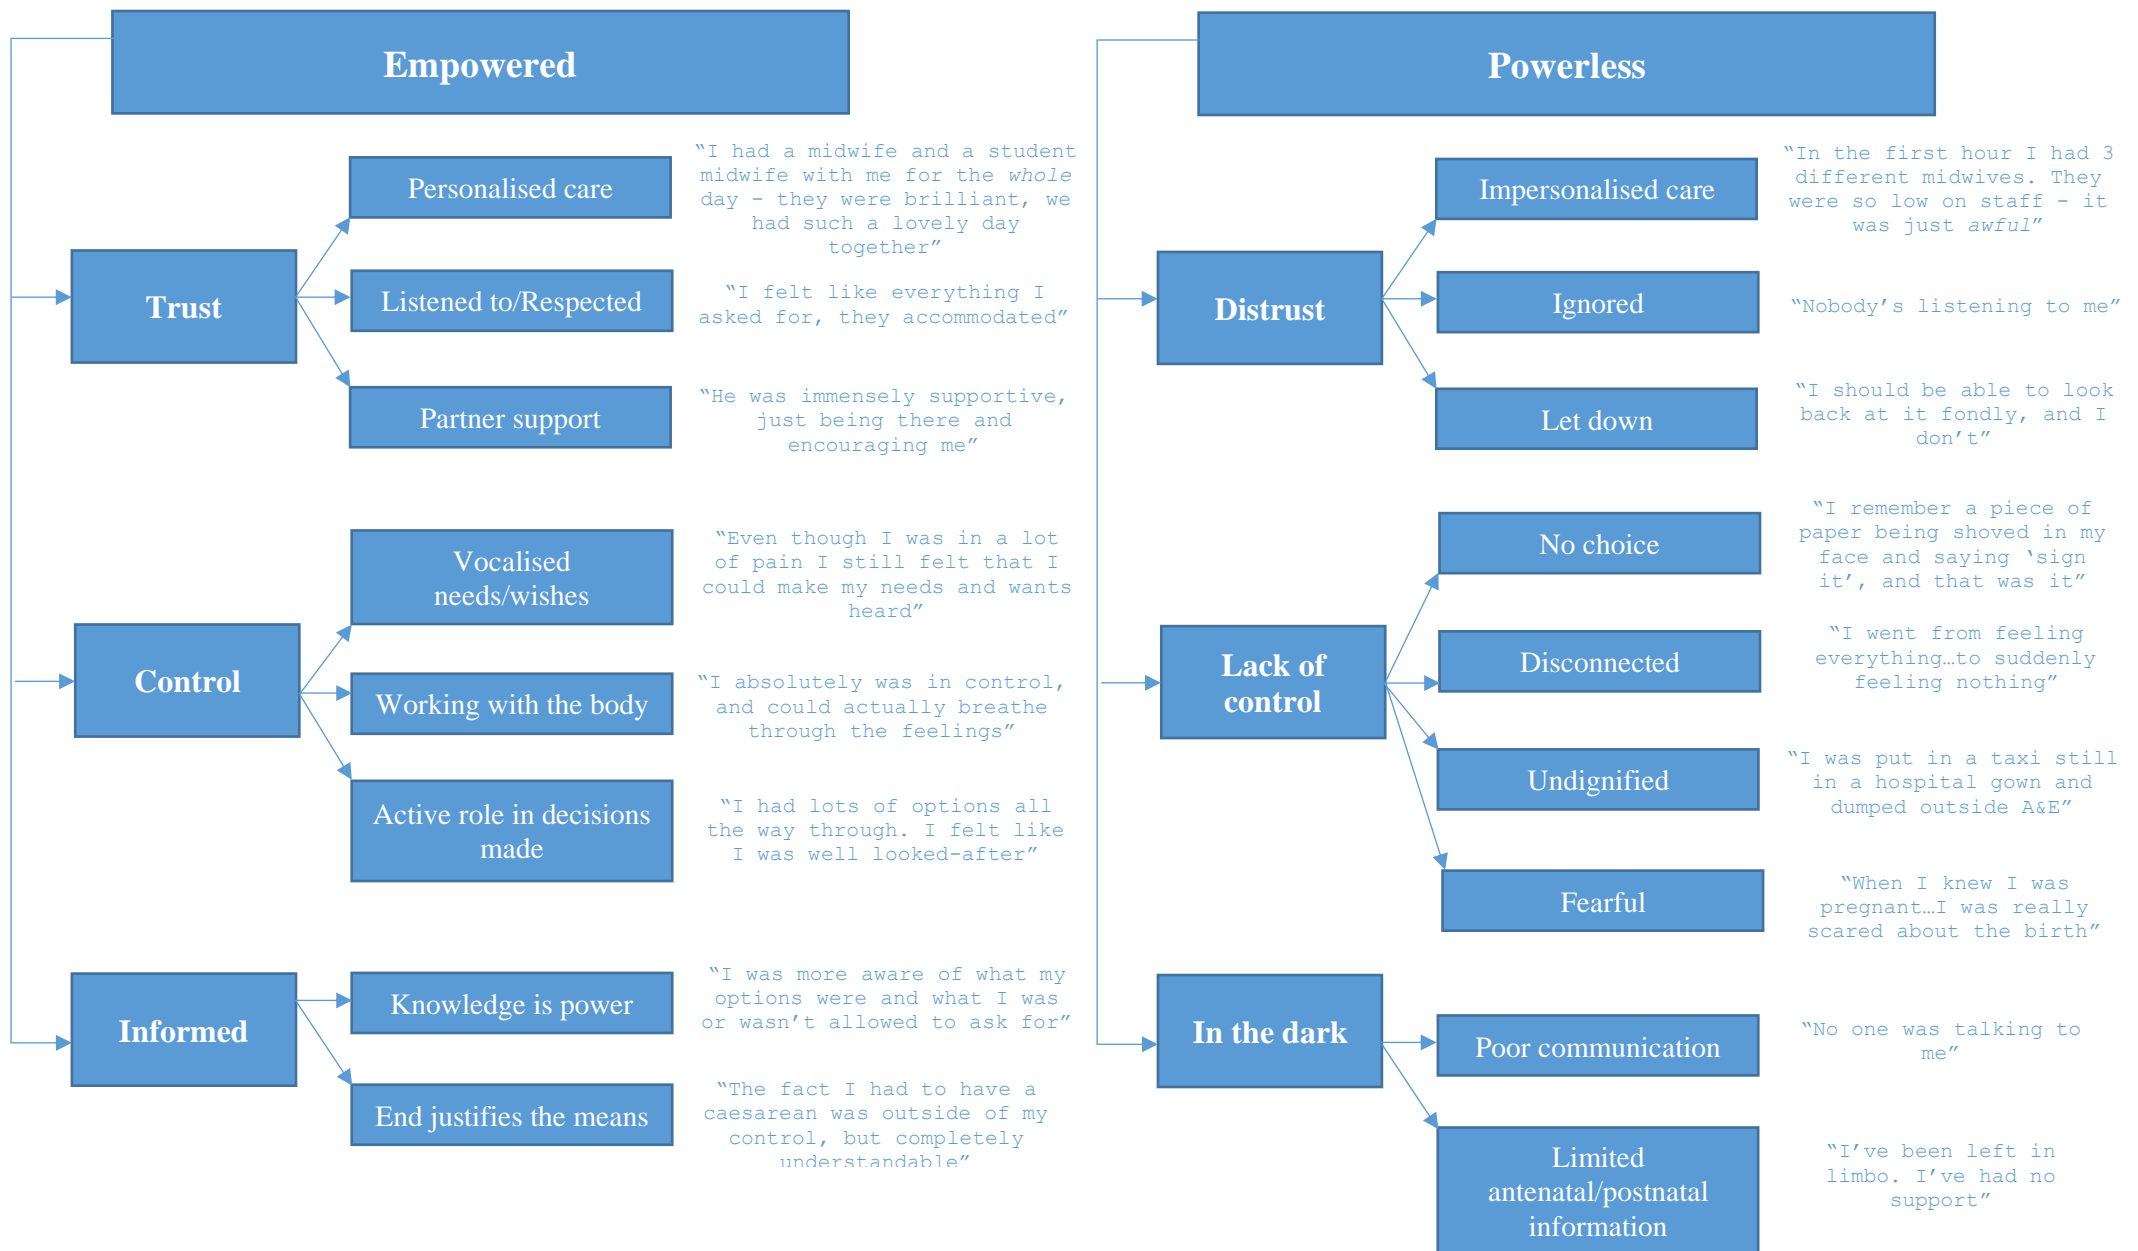 Empowered
Trust
Personalised care
“I had a midwife and a student
midwife with me for the whole
day – they were brilliant, we
had such a lovely day
together”
Listened to/Respected
“I felt like everything I
asked for, they accommodated”
Partner support
“He was immensely supportive,
just being there and
encouraging me”
Control
Vocalised
needs/wishes
“Even though I was in a lot
of pain I still felt that I
could make my needs and wants
heard”
Working with the body
“I absolutely was in control,
and could actually breathe
through the feelings”
Active role in decisions
made
“I had lots of options all
the way through. I felt like
I was well looked-after”
Informed
Knowledge is power
“I was more aware of what my
options were and what I was
or wasn’t allowed to ask for”
End justifies the means
“The fact I had to have a
caesarean was outside of my
control, but completely
understandable”
Powerless
Distrust
Impersonalised care
“In the first hour I had 3
different midwives. They
were so low on staff – it
was just awful”
Ignored
“Nobody’s listening to me”
Let down
“I should be able to look
back at it fondly, and I
don’t”
Lack of
control
No choice
“I remember a piece of
paper being shoved in my
face and saying ‘sign
it’, and that was it”
Disconnected
“I went from feeling
everything…to suddenly
feeling nothing”
Undignified
“I was put in a taxi still
in a hospital gown and
dumped outside A&E”
Fearful
“When I knew I was
pregnant…I was really
scared about the birth”
In the dark
Poor communication
“No one was talking to
me”
Limited
antenatal/postnatal
information
“I’ve been left in
limbo. I’ve had no
support”